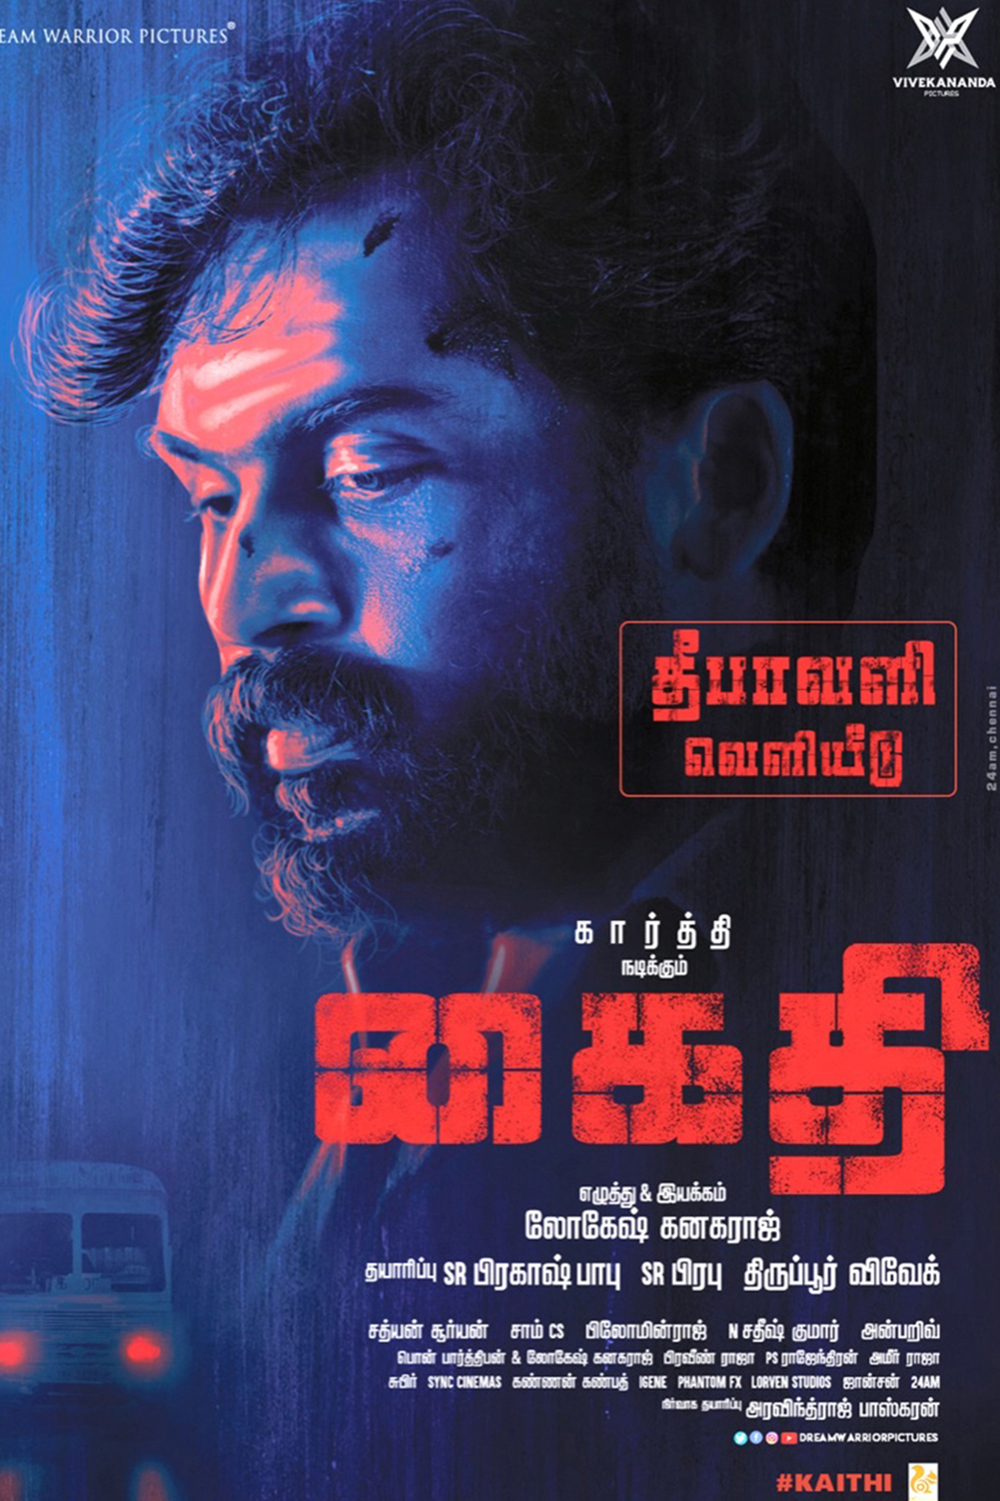 EAM WARRIOR PICTURES®
VIVEKANANDA
PICTURES
தீபாவளி
வெளியீடு
24am,chennai
கார்த்தி
நடிக்கும்
கைதி
எழுத்து & இயக்கம்
லோகேஷ் கனகராஜ்
தயாரிப்பு SR பிரகாஷ் பாபு SR பிரபு திருப்பூர் விவேக்
சத்யன் சூர்யன் சாம் CS பிலோமின்ராஜ் N சதீஷ் குமார் அன்பறிவ்
பொன் பார்த்திபன் & லோகேஷ் கனகராஜ் பிரவீண் ராஜா PS ராஜேந்திரன் அமீர் ராஜா
சுபிர் SYNC CINEMAS கண்ணன் கண்பத் IGENE PHANTOM FX LORVEN STUDIOS ஜான்சன் 24AM
நிர்வாக தயாரிப்பு அரவிந்த்ராஜ் பாஸ்கரன்
DREAMWARRIORPICTURES
#KAITHI